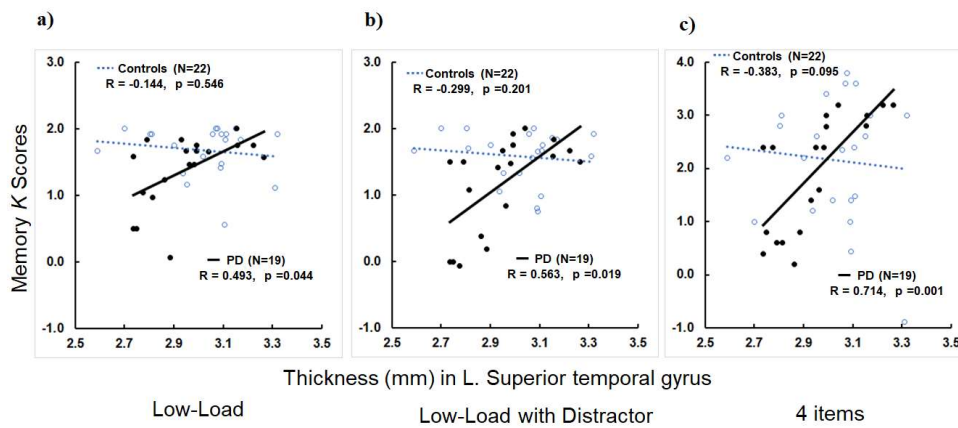 a)
b)
c)
3.0
Controls (N=22)
R = -0.144, p = 0.546
2.0
1.0
0.0
PD (N=19)
R = 0.493, p = 0.044
-1.0
2.5 2.7 2.9 3.1 3.3 3.5
3.0
Controls (N=22)
R = -0.299, p = 0.201
2.0
1.0
0.0
PD (N=19)
R = 0.563, p = 0.019
-1.0
2.5 2.7 2.9 3.1 3.3 3.5
Controls (N=22)
R = -0.383, p = 0.095
4.0
3.0
2.0
1.0
0.0
PD (N=19)
R = 0.714, p = 0.001
-1.0
2.5 2.7 2.9 3.1 3.3 3.5
Memory K Scores
Thickness (mm) in L. Superior temporal gyrus
Low-Load
Low-Load with Distractor
4 items